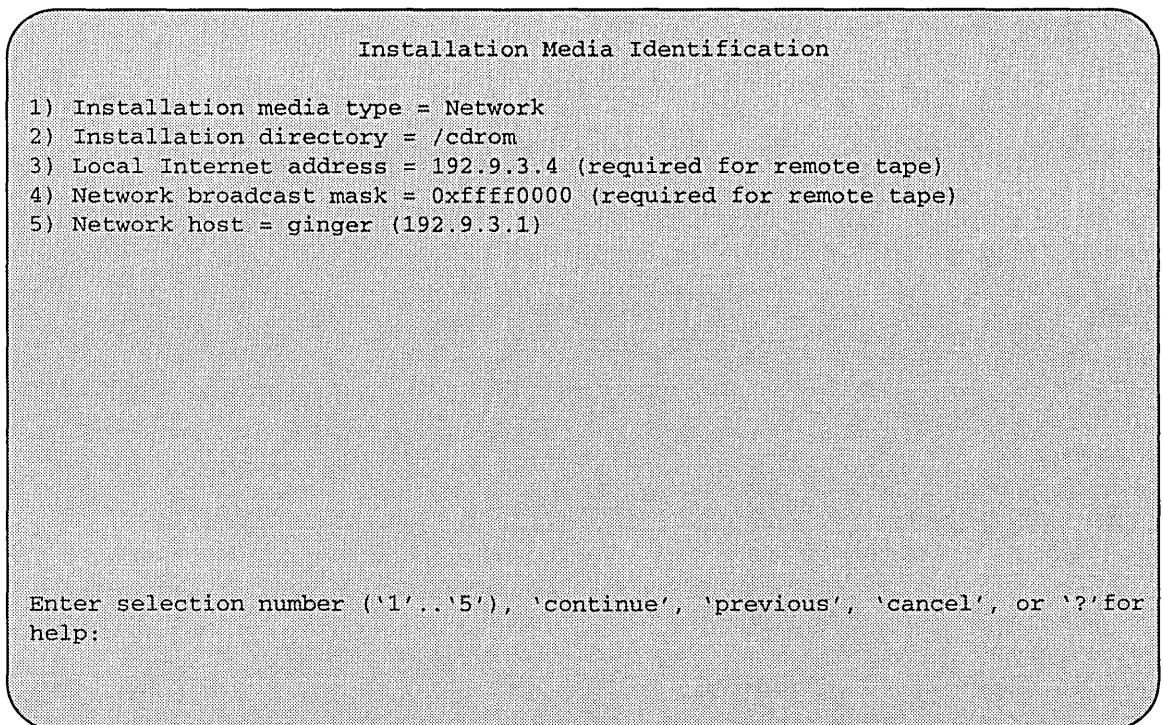 Installation Media Identification
1) Installation media type = Network
2) Installation directory = /cdrom
3) Local Internet address = 192.9.3.4 (required for remote tape)
4) Network broadcast mask = 0xffff0000 (required for remote tape)
5) Network host = ginger (192.9.3.1)
Enter selection number (‘1’..‘5’), ‘continue’, ‘previous’, ‘cancel’, or ‘?’for
help: